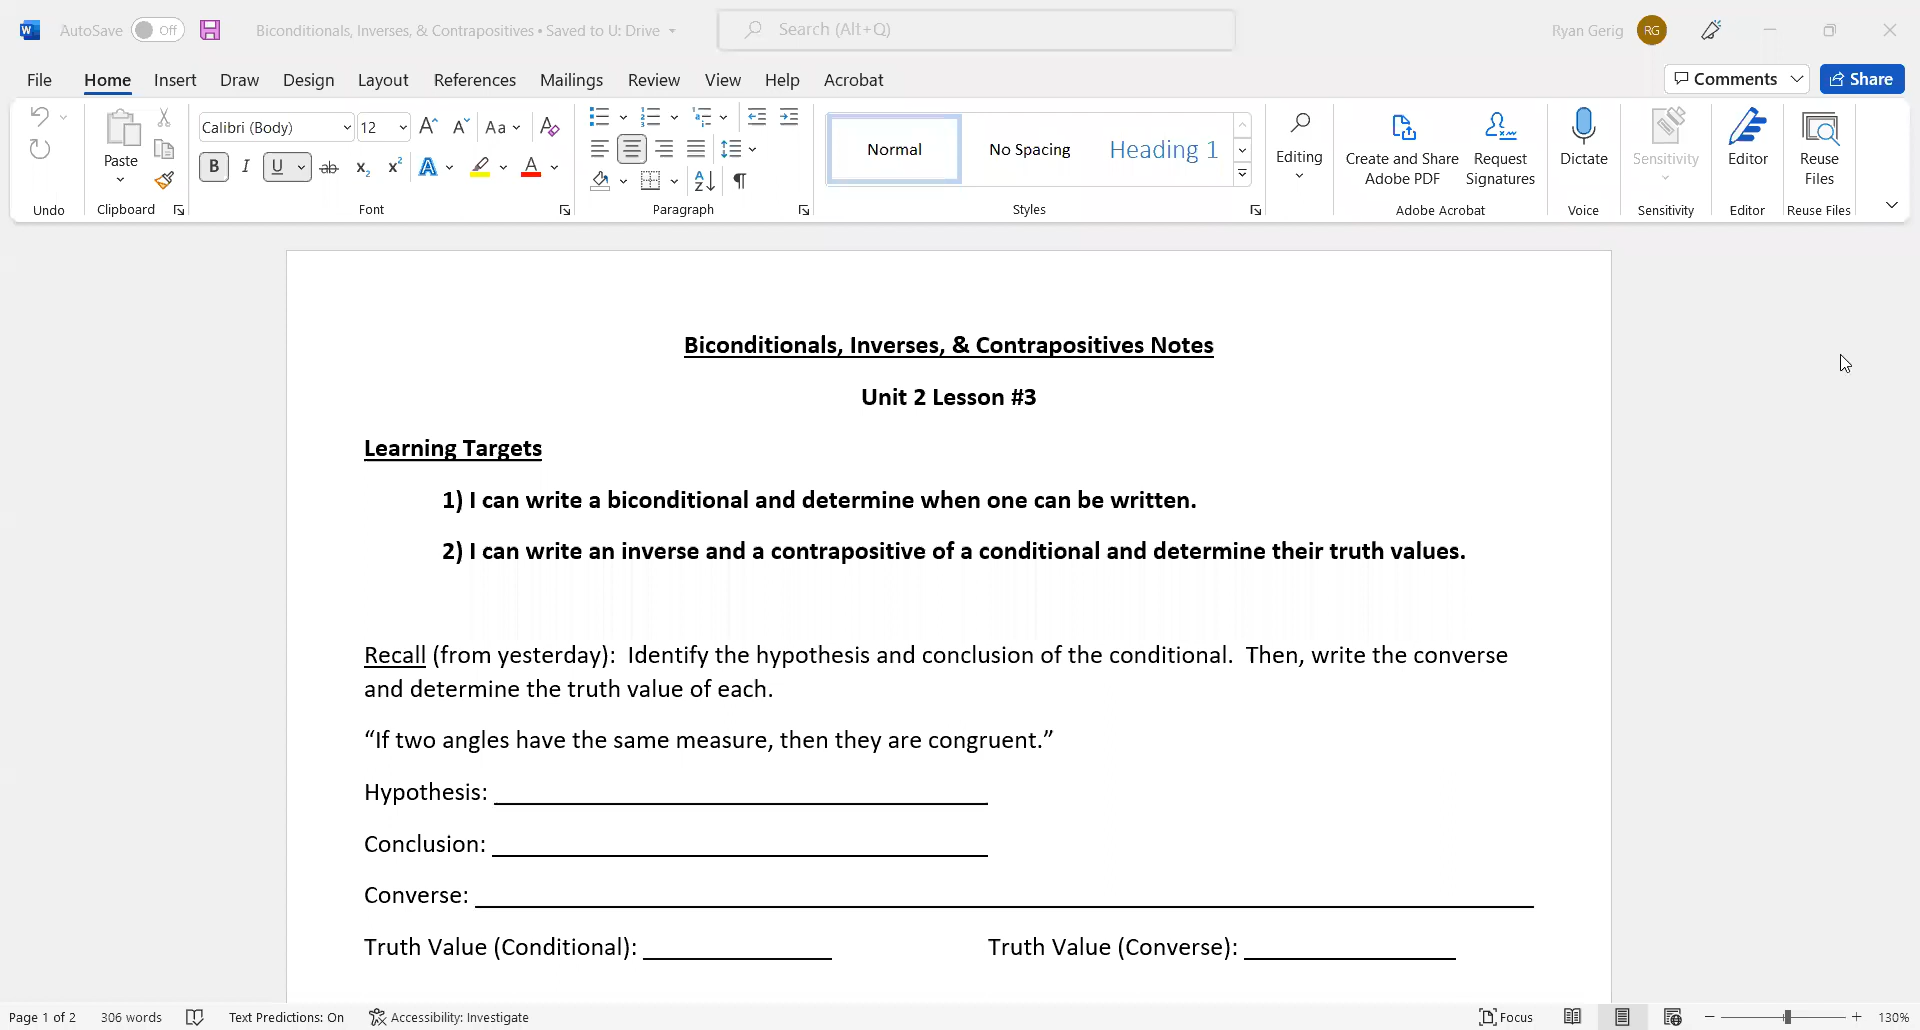 AutoSave Off Biconditionals, Inverses, & Contrapositives • Saved to U: Drive Search (Alt+Q) Ryan Gerig RG
File Home Insert Draw Design Layout References Mailings Review View Help Acrobat Comments Share
Calibri (Body) 12 Aa
Paste B I U ab x₂ x² A A Normal No Spacing Heading 1 Editing Create and Share Adobe PDF Request Signatures Dictate Sensitivity Editor Reuse Files
Undo Clipboard Font Paragraph Styles Adobe Acrobat Voice Sensitivity Editor Reuse Files
Biconditionals, Inverses, & Contrapositives Notes
Unit 2 Lesson #3
Learning Targets
1) I can write a biconditional and determine when one can be written.
2) I can write an inverse and a contrapositive of a conditional and determine their truth values.
Recall (from yesterday): Identify the hypothesis and conclusion of the conditional. Then, write the converse
and determine the truth value of each.
“If two angles have the same measure, then they are congruent.”
Hypothesis:
Conclusion:
Converse:
Truth Value (Conditional): Truth Value (Converse):
Page 1 of 2 306 words Text Predictions: On Accessibility: Investigate Focus 130%